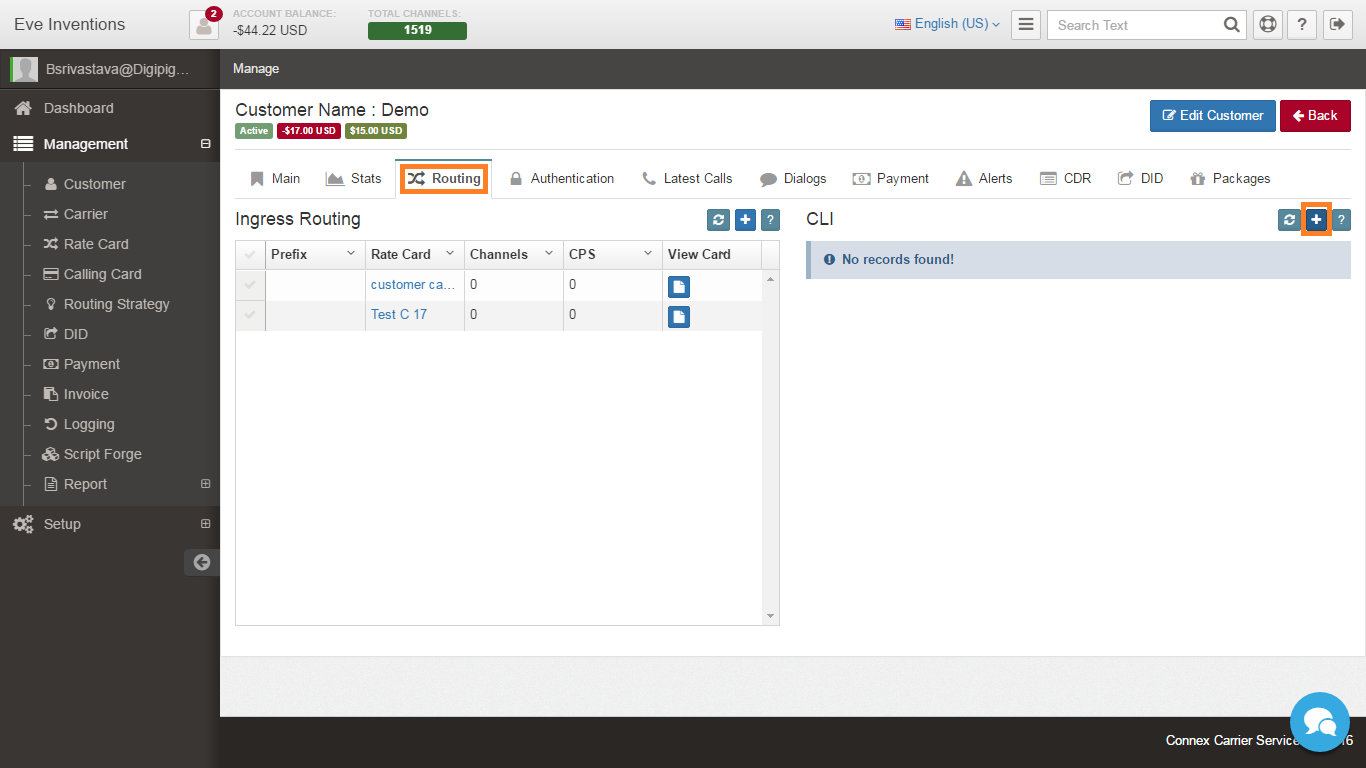 Eve Inventions
2
ACCOUNT BALANCE:
-$44.22 USD
TOTAL CHANNELS:
1519
English (US)
Search Text
?
Bsrivastava@Digipig...
Manage
Dashboard
Management
Customer
Carrier
Rate Card
Calling Card
Routing Strategy
DID
Payment
Invoice
Logging
Script Forge
Report
Setup
Customer Name : Demo
Active -$17.00 USD $15.00 USD
Edit Customer Back
Main Stats Routing Authentication Latest Calls Dialogs Payment Alerts CDR DID Packages
Ingress Routing
?
Prefix Rate Card Channels CPS View Card
customer ca... 0 0
Test C 17 0 0
CLI
?
No records found!
Connex Carrier Service 6